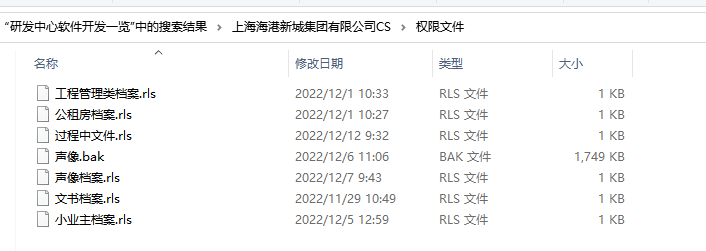 “研发中心软件开发一览”中的搜索结果 › 上海海港新城集团有限公司CS › 权限文件
名称 修改日期 类型 大小
工程管理类档案.rls 2022/12/1 10:33 RLS 文件 1 KB
公租房档案.rls 2022/12/1 10:27 RLS 文件 1 KB
过程中文件.rls 2022/12/12 9:32 RLS 文件 1 KB
声像.bak 2022/12/6 11:06 BAK 文件 1,749 KB
声像档案.rls 2022/12/7 9:43 RLS 文件 1 KB
文书档案.rls 2022/11/29 10:49 RLS 文件 1 KB
小业主档案.rls 2022/12/5 12:59 RLS 文件 1 KB